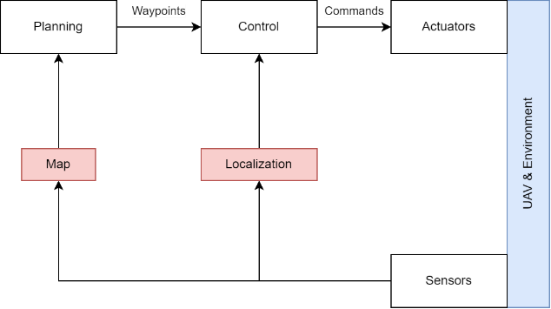 Planning
Waypoints
Control
Commands
Actuators
Map
Localization
UAV & Environment
Sensors